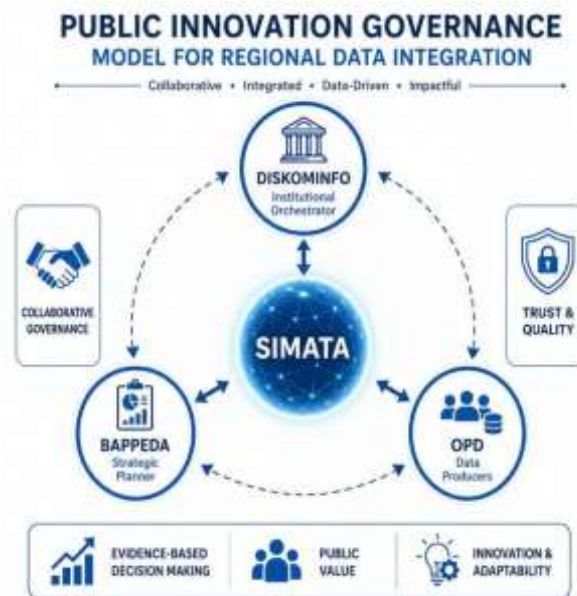 PUBLIC INNOVATION GOVERNANCE
MODEL FOR REGIONAL DATA INTEGRATION
Collaborative • Integrated • Data-Driven • Impactful
DISKOMINFO
Institutional
Orchestrator
COLLABORATIVE
GOVERNANCE
TRUST &
QUALITY
SIMATA
BAPPEDA
Strategic
Planner
OPD
Data
Producers
EVIDENCE-BASED
DECISION MAKING
PUBLIC
VALUE
INNOVATION &
ADAPTABILITY